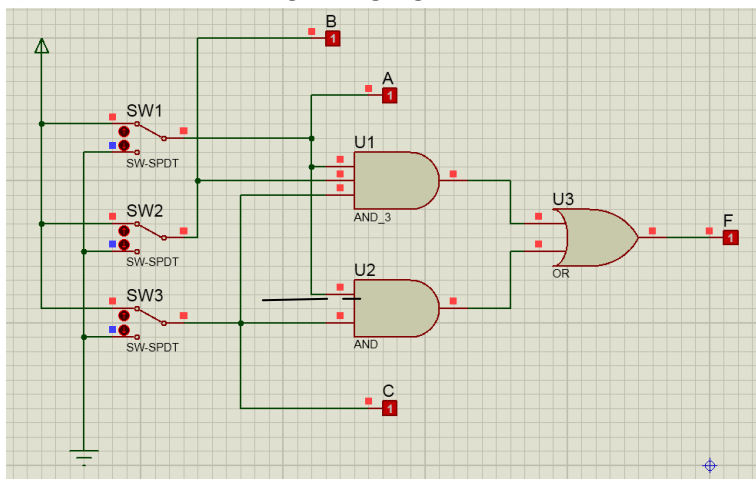 B
1
A
1
SW1
SW-SPDT
U1
AND_3
SW2
SW-SPDT
U3
OR
F
1
U2
AND
SW3
SW-SPDT
C
1